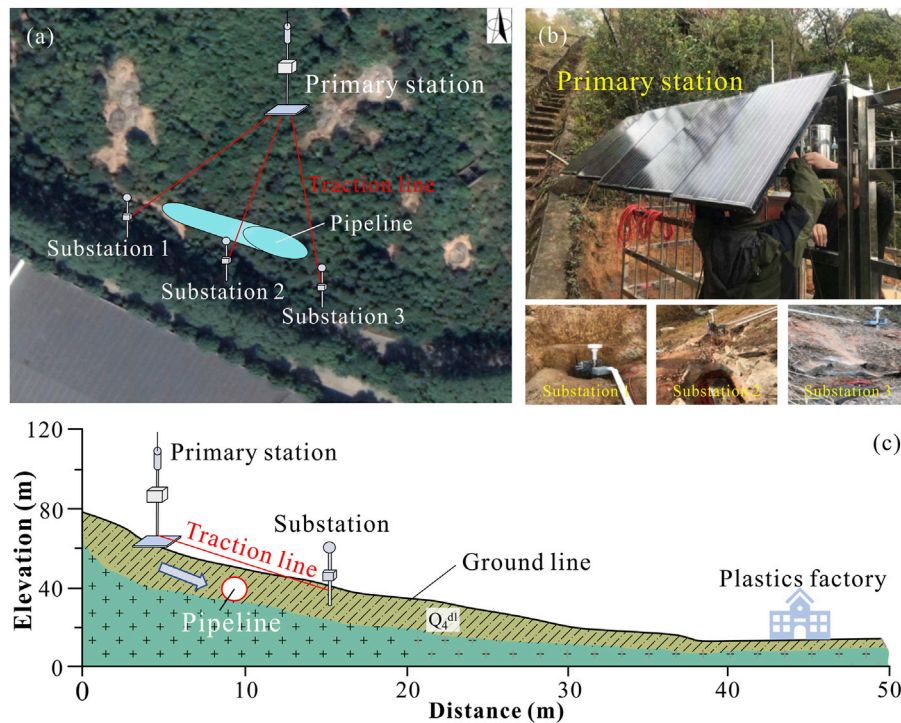 (a)
Primary station
Traction line
Pipeline
Substation 1
Substation 2
Substation 3
(b)
Primary station
Substation 1
Substation 2
Substation 3
(c)
Elevation (m)
120
80
40
0
Primary station
Substation
Traction line
Ground line
Pipeline
Q₄ᵈˡ
Plastics factory
0
10
20
30
40
50
Distance (m)